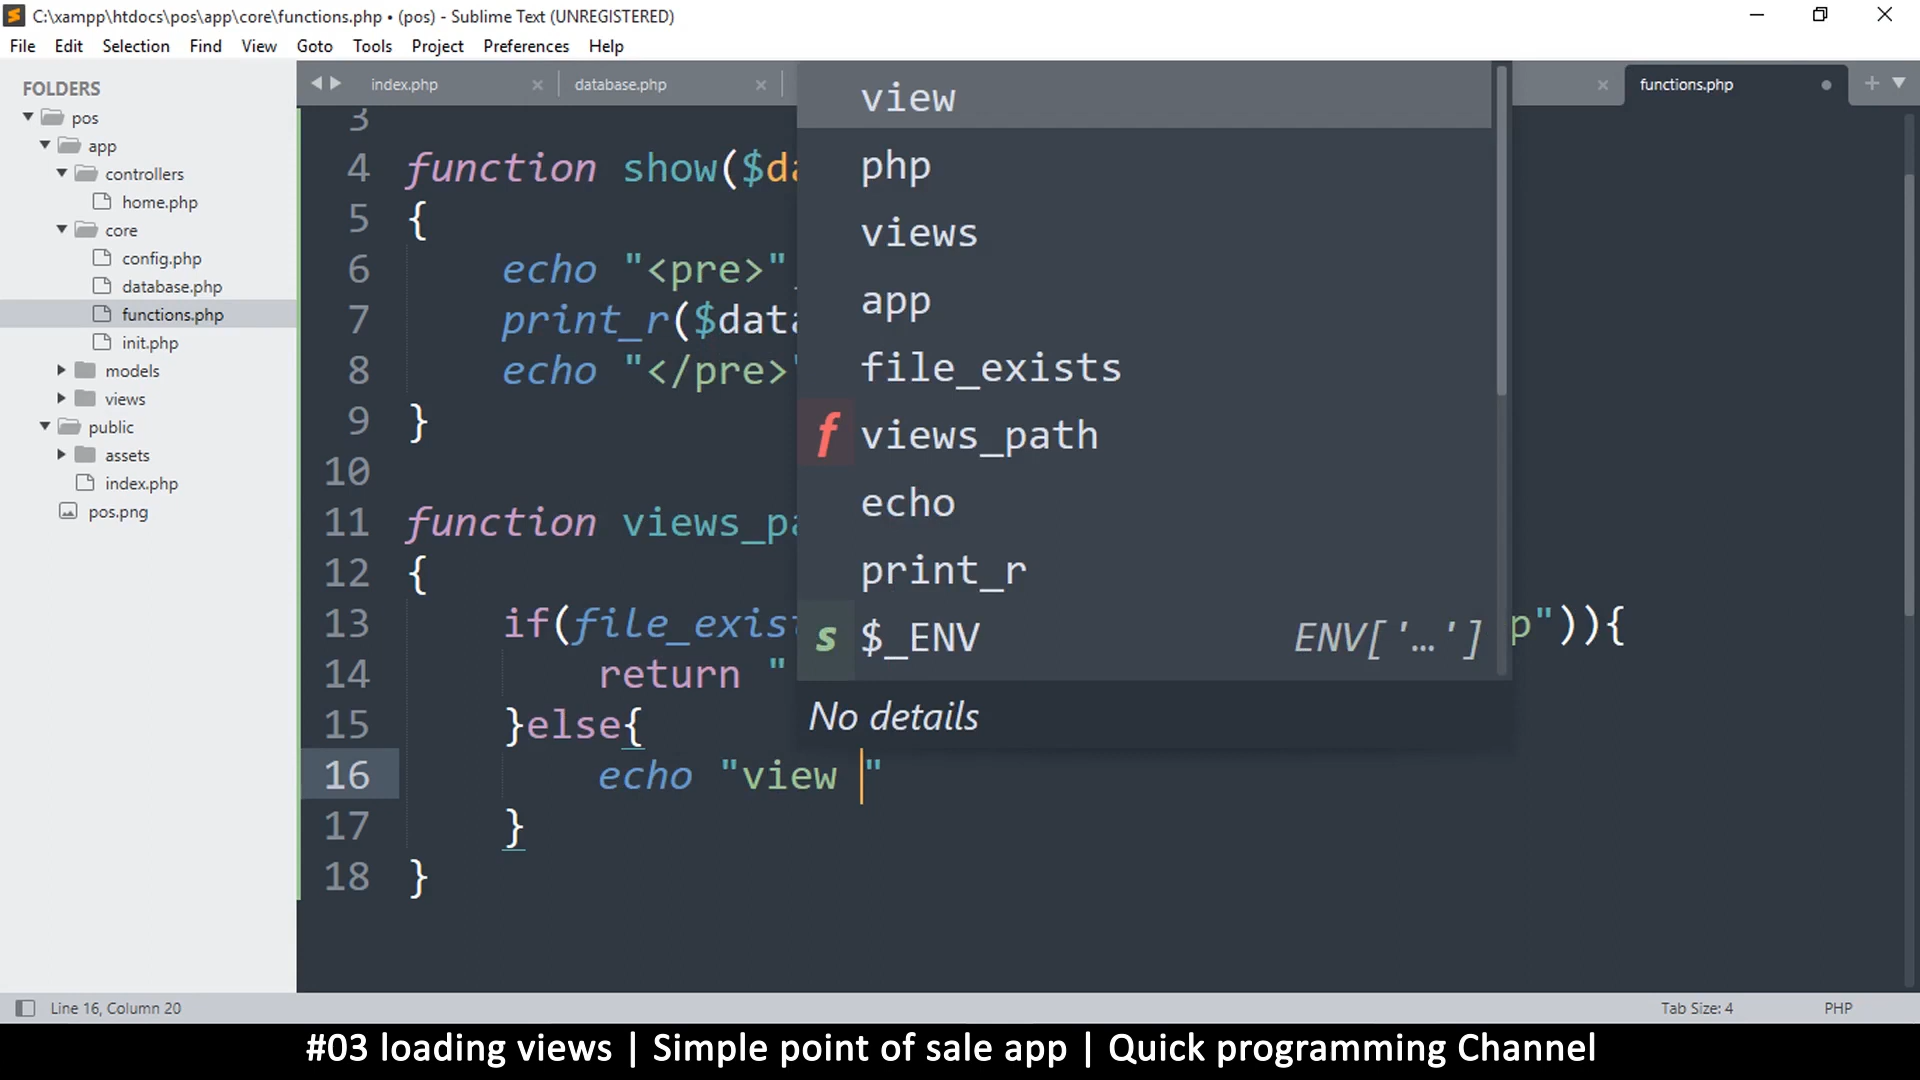 C:\xampp\htdocs\pos\app\core\functions.php • (pos) - Sublime Text (UNREGISTERED)
File Edit Selection Find View Goto Tools Project Preferences Help
FOLDERS
pos
app
controllers
home.php
core
config.php
database.php
functions.php
init.php
models
views
public
assets
index.php
pos.png
index.php database.php functions.php
3
4 function show($da
5 {
6 echo "<pre>"
7 print_r($data
8 echo "</pre>"
9 }
10
11 function views_pa
12 {
13 if(file_exist p")){
14 return "
15 }else{
16 echo "view "
17 }
18 }
view
php
views
app
file_exists
f views_path
echo
print_r
s $_ENV ENV['…']
No details
Line 16, Column 20 Tab Size: 4 PHP
#03 loading views | Simple point of sale app | Quick programming Channel